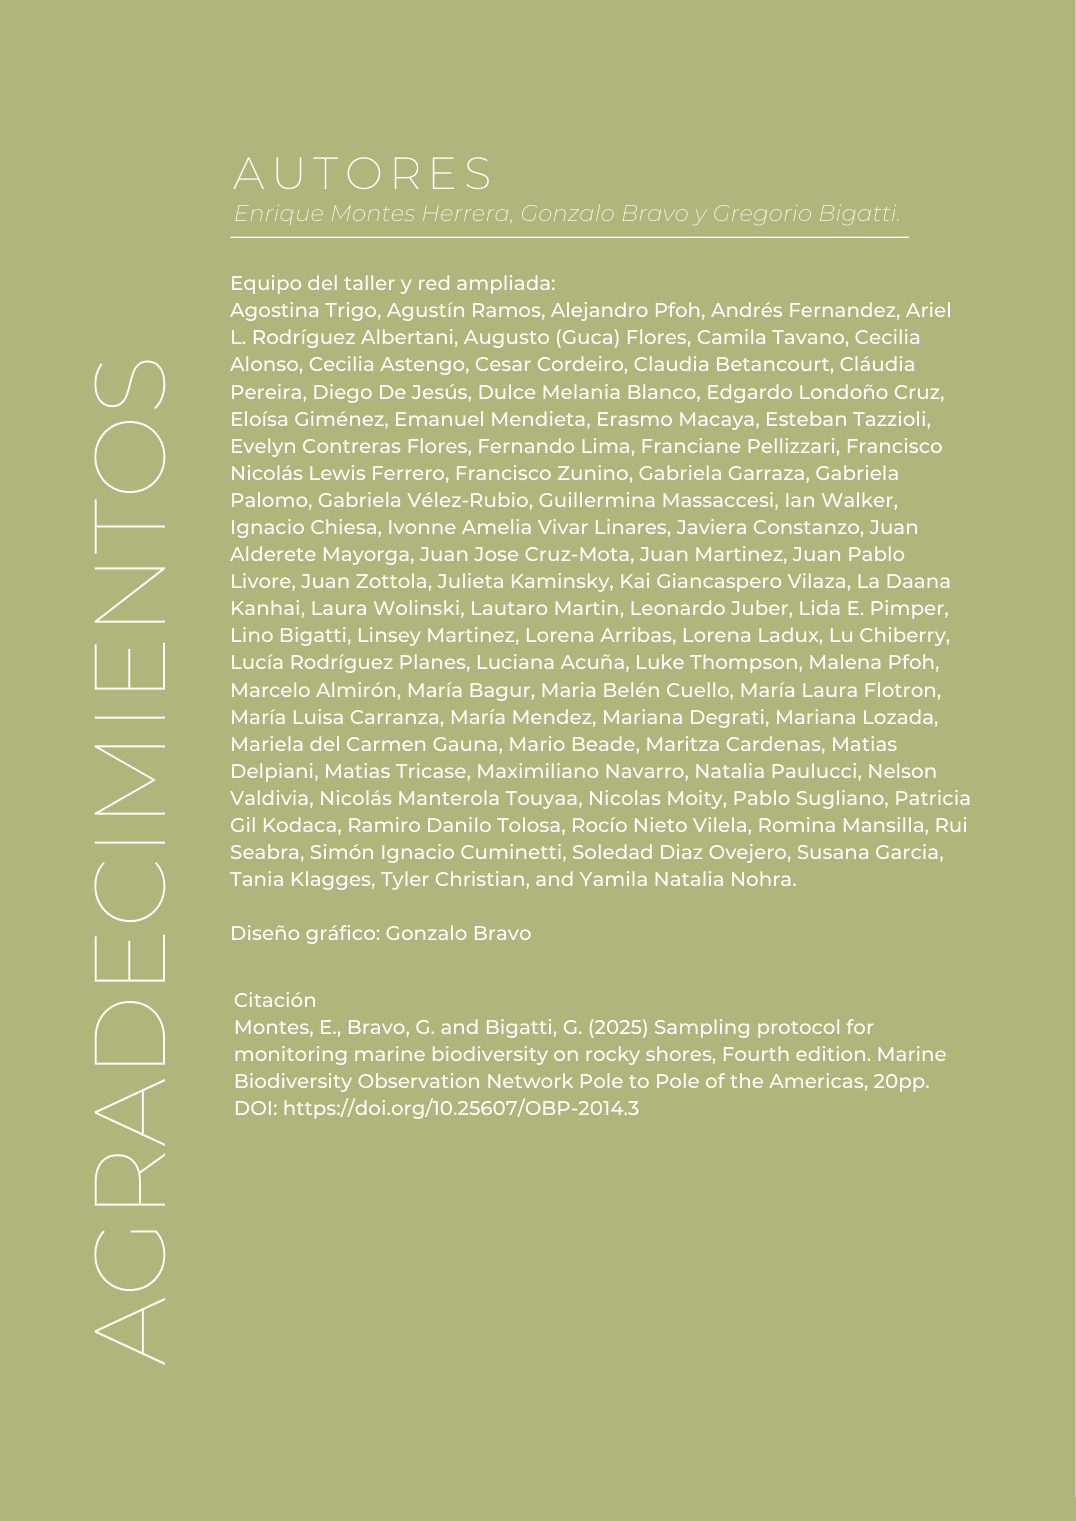 AGRADECIMIENTOS
AUTORES
Enrique Montes Herrera, Gonzalo Bravo y Gregorio Bigatti.
Equipo del taller y red ampliada:
Agostina Trigo, Agustín Ramos, Alejandro Pfoh, Andrés Fernandez, Ariel
L. Rodríguez Albertani, Augusto (Guca) Flores, Camila Tavano, Cecilia
Alonso, Cecilia Astengo, Cesar Cordeiro, Claudia Betancourt, Cláudia
Pereira, Diego De Jesús, Dulce Melania Blanco, Edgardo Londoño Cruz,
Eloísa Giménez, Emanuel Mendieta, Erasmo Macaya, Esteban Tazzioli,
Evelyn Contreras Flores, Fernando Lima, Franciane Pellizzari, Francisco
Nicolás Lewis Ferrero, Francisco Zunino, Gabriela Garraza, Gabriela
Palomo, Gabriela Vélez-Rubio, Guillermina Massaccesi, Ian Walker,
Ignacio Chiesa, Ivonne Amelia Vivar Linares, Javiera Constanzo, Juan
Alderete Mayorga, Juan Jose Cruz-Mota, Juan Martinez, Juan Pablo
Livore, Juan Zottola, Julieta Kaminsky, Kai Giancaspero Vilaza, La Daana
Kanhai, Laura Wolinski, Lautaro Martin, Leonardo Juber, Lida E. Pimper,
Lino Bigatti, Linsey Martinez, Lorena Arribas, Lorena Ladux, Lu Chiberry,
Lucía Rodríguez Planes, Luciana Acuña, Luke Thompson, Malena Pfoh,
Marcelo Almirón, María Bagur, Maria Belén Cuello, María Laura Flotron,
María Luisa Carranza, María Mendez, Mariana Degrati, Mariana Lozada,
Mariela del Carmen Gauna, Mario Beade, Maritza Cardenas, Matias
Delpiani, Matias Tricase, Maximiliano Navarro, Natalia Paulucci, Nelson
Valdivia, Nicolás Manterola Touyaa, Nicolas Moity, Pablo Sugliano, Patricia
Gil Kodaca, Ramiro Danilo Tolosa, Rocío Nieto Vilela, Romina Mansilla, Rui
Seabra, Simón Ignacio Cuminetti, Soledad Diaz Ovejero, Susana Garcia,
Tania Klagges, Tyler Christian, and Yamila Natalia Nohra.
Diseño gráfico: Gonzalo Bravo
Citación
Montes, E., Bravo, G. and Bigatti, G. (2025) Sampling protocol for
monitoring marine biodiversity on rocky shores, Fourth edition. Marine
Biodiversity Observation Network Pole to Pole of the Americas, 20pp.
DOI: https://doi.org/10.25607/OBP-2014.3